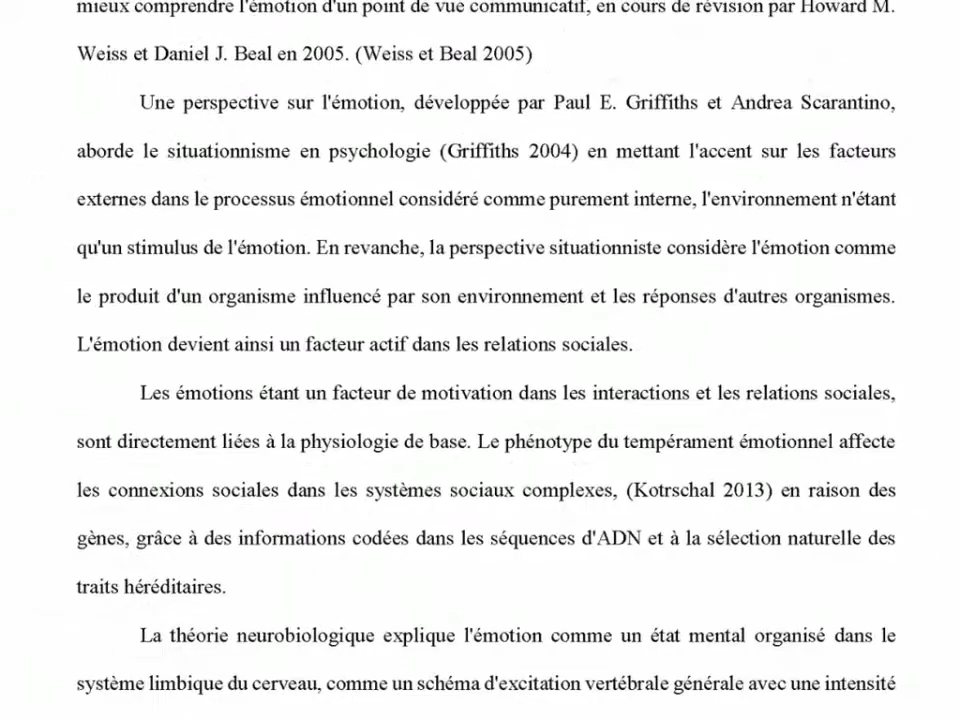 mieux comprendre l'émotion d'un point de vue communicatif, en cours de révision par Howard M.
Weiss et Daniel J. Beal en 2005. (Weiss et Beal 2005)
Une perspective sur l'émotion, développée par Paul E. Griffiths et Andrea Scarantino,
aborde le situationnisme en psychologie (Griffiths 2004) en mettant l'accent sur les facteurs
externes dans le processus émotionnel considéré comme purement interne, l'environnement n'étant
qu'un stimulus de l'émotion. En revanche, la perspective situationniste considère l'émotion comme
le produit d'un organisme influencé par son environnement et les réponses d'autres organismes.
L'émotion devient ainsi un facteur actif dans les relations sociales.
Les émotions étant un facteur de motivation dans les interactions et les relations sociales,
sont directement liées à la physiologie de base. Le phénotype du tempérament émotionnel affecte
les connexions sociales dans les systèmes sociaux complexes, (Kotrschal 2013) en raison des
gènes, grâce à des informations codées dans les séquences d'ADN et à la sélection naturelle des
traits héréditaires.
La théorie neurobiologique explique l'émotion comme un état mental organisé dans le
système limbique du cerveau, comme un schéma d'excitation vertébrale générale avec une intensité